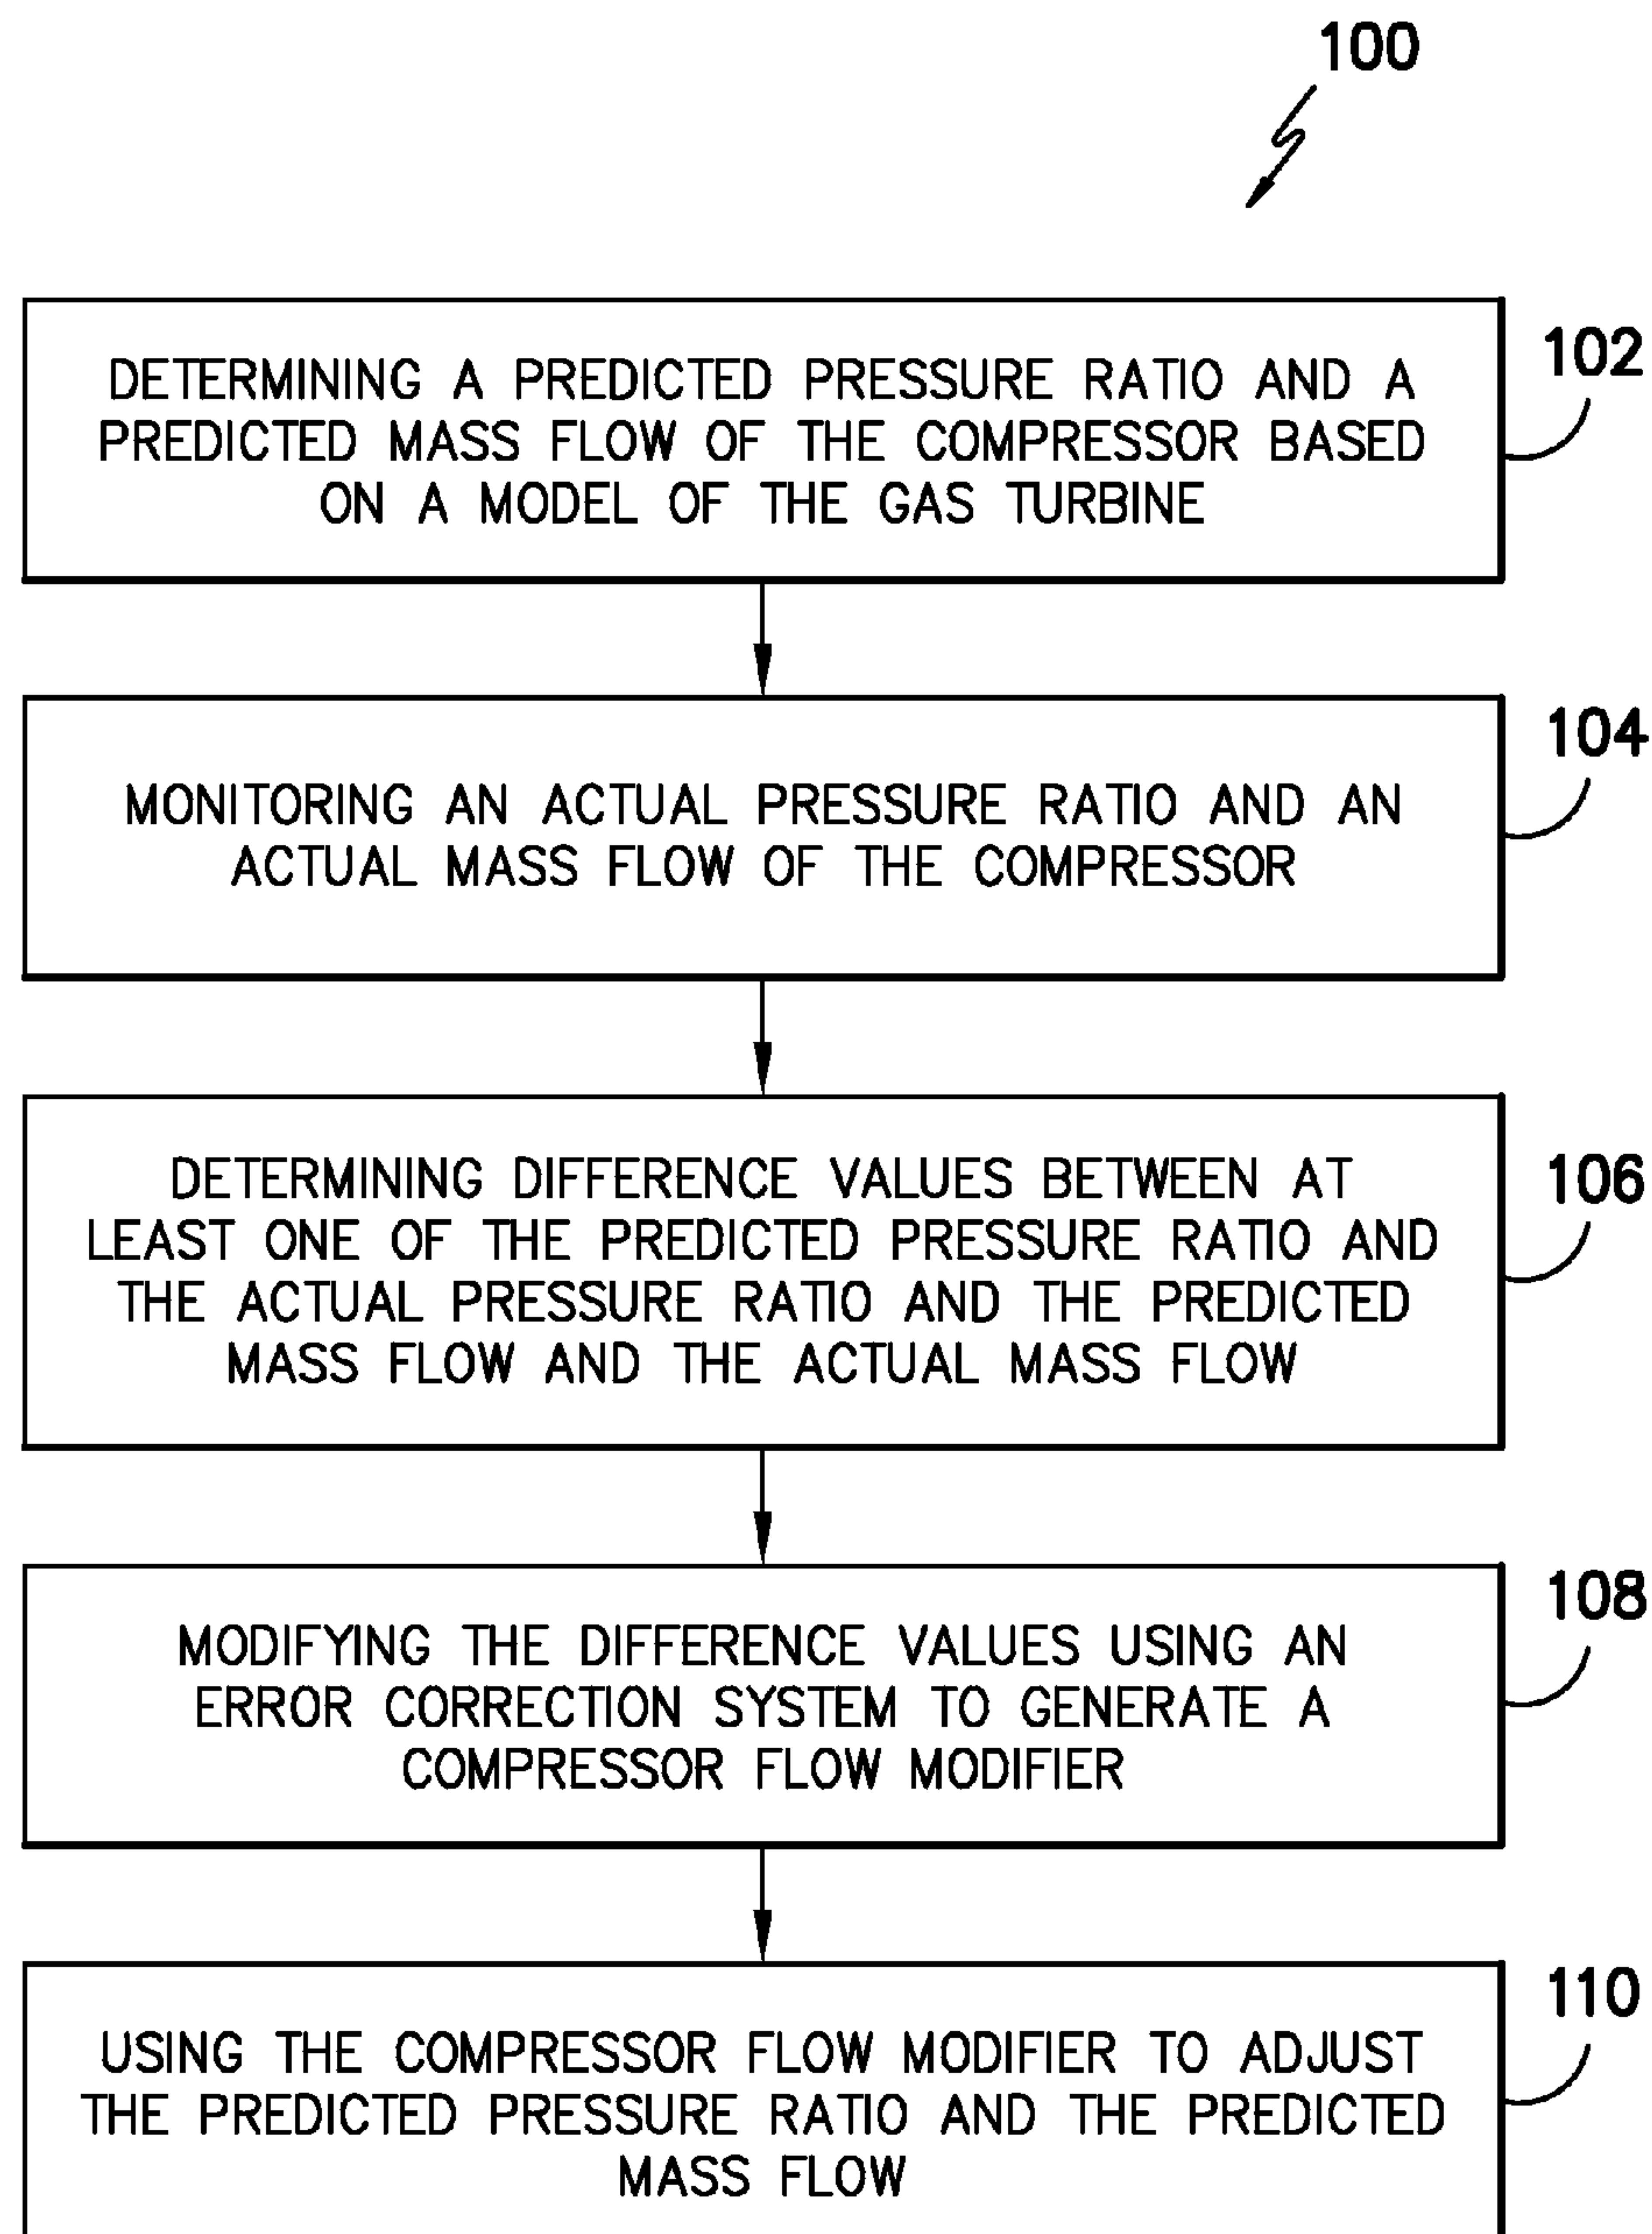 100
DETERMINING A PREDICTED PRESSURE RATIO AND A
PREDICTED MASS FLOW OF THE COMPRESSOR BASED
ON A MODEL OF THE GAS TURBINE
102
MONITORING AN ACTUAL PRESSURE RATIO AND AN
ACTUAL MASS FLOW OF THE COMPRESSOR
104
DETERMINING DIFFERENCE VALUES BETWEEN AT
LEAST ONE OF THE PREDICTED PRESSURE RATIO AND
THE ACTUAL PRESSURE RATIO AND THE PREDICTED
MASS FLOW AND THE ACTUAL MASS FLOW
106
MODIFYING THE DIFFERENCE VALUES USING AN
ERROR CORRECTION SYSTEM TO GENERATE A
COMPRESSOR FLOW MODIFIER
108
USING THE COMPRESSOR FLOW MODIFIER TO ADJUST
THE PREDICTED PRESSURE RATIO AND THE PREDICTED
MASS FLOW
110